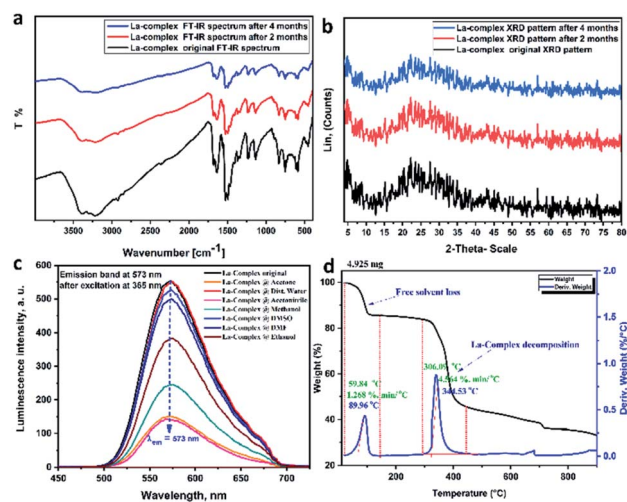 a
La-complex FT-IR spectrum after 4 months
La-complex FT-IR spectrum after 2 months
La-complex original FT-IR spectrum
T %
3500 3000 2500 2000 1500 1000 500
Wavenumber [cm⁻¹]
b
La-complex XRD pattern after 4 months
La-complex XRD pattern after 2 months
La-complex original XRD pattern
Lin, (Counts)
5 10 15 20 25 30 35 40 45 50 55 60 65 70 75 80
2-Theta- Scale
c
Emission band at 573 nm
after excitation at 365 nm
La-Complex original
La-Complex @ Acetone
La-Complex @ Dist. Water
La-Complex @ Acetonitrile
La-Complex @ Methanol
La-Complex @ DMSO
La-Complex @ DMF
La-Complex @ Ethanol
λem = 573 nm
Luminescence intensity, a. u.
550
500
450
400
350
300
250
200
150
100
50
0
450 500 550 600 650 700
Wavelength, nm
4.925 mg
d
Weight
Deriv. Weight
Free solvent loss
La-Complex decomposition
306.09 °C
4.564 %. min/°C
344.53 °C
59.84 °C
1.268 %. min/°C
89.96 °C
Weight (%)
100
80
60
40
20
0
Deriv. Weight (%/°C)
2.0
1.5
1.0
0.5
0.0
200 400 600 800
Temperature [°C]